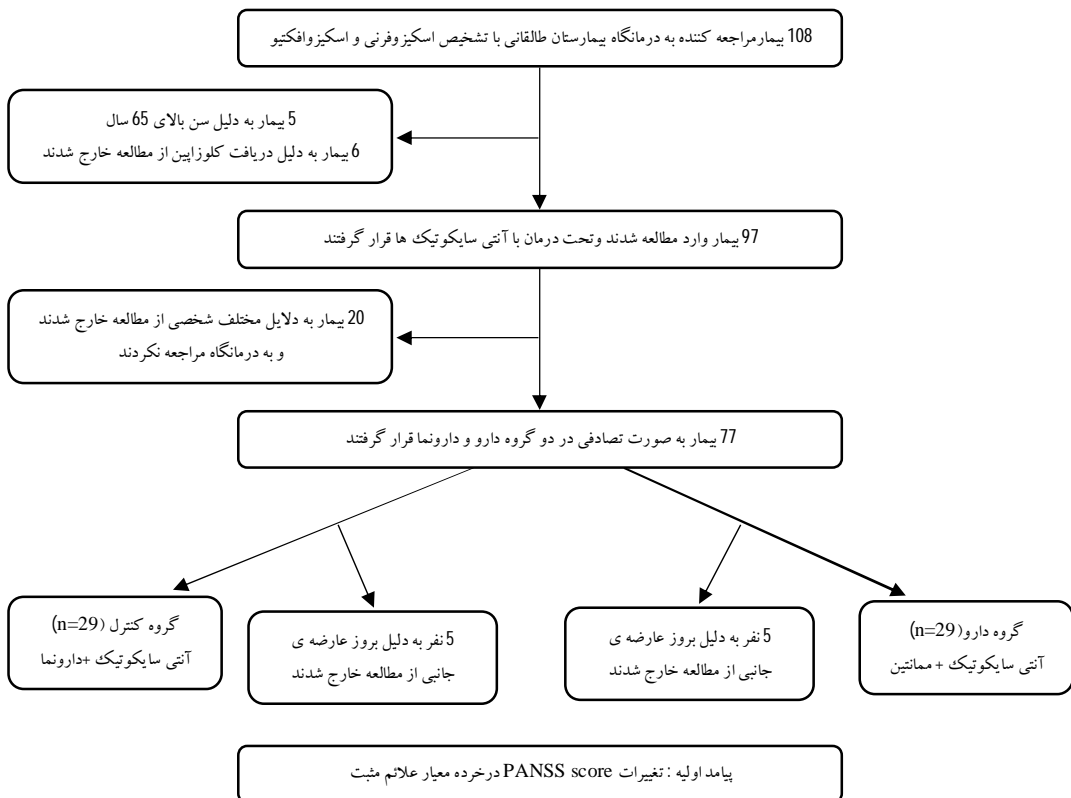 108 بیمارمراجعه کننده به درمانگاه بیمارستان طالقانی با تشخیص اسکیزوفرنی و اسکیزوافکتیو
5 بیمار به دلیل سن بالای 65 سال
6 بیمار به دلیل دریافت کلوزاپین از مطالعه خارج شدند
97 بیمار وارد مطالعه شدند وتحت درمان با آنتی سایکوتیک ها قرار گرفتند
20 بیمار به دلایل مختلف شخصی از مطالعه خارج شدند
و به درمانگاه مراجعه نکردند
77 بیمار به صورت تصادفی در دو گروه دارو و دارونما قرار گرفتند
گروه دارو(n=29)
آنتی سایکوتیک + ممانتین
5 نفر به دلیل بروز عارضه ی
جانبی از مطالعه خارج شدند
5 نفر به دلیل بروز عارضه ی
جانبی از مطالعه خارج شدند
گروه کنترل (n=29)
آنتی سایکوتیک +دارونما
پیامد اولیه : تغییرات PANSS score درخرده معیار علائم مثبت